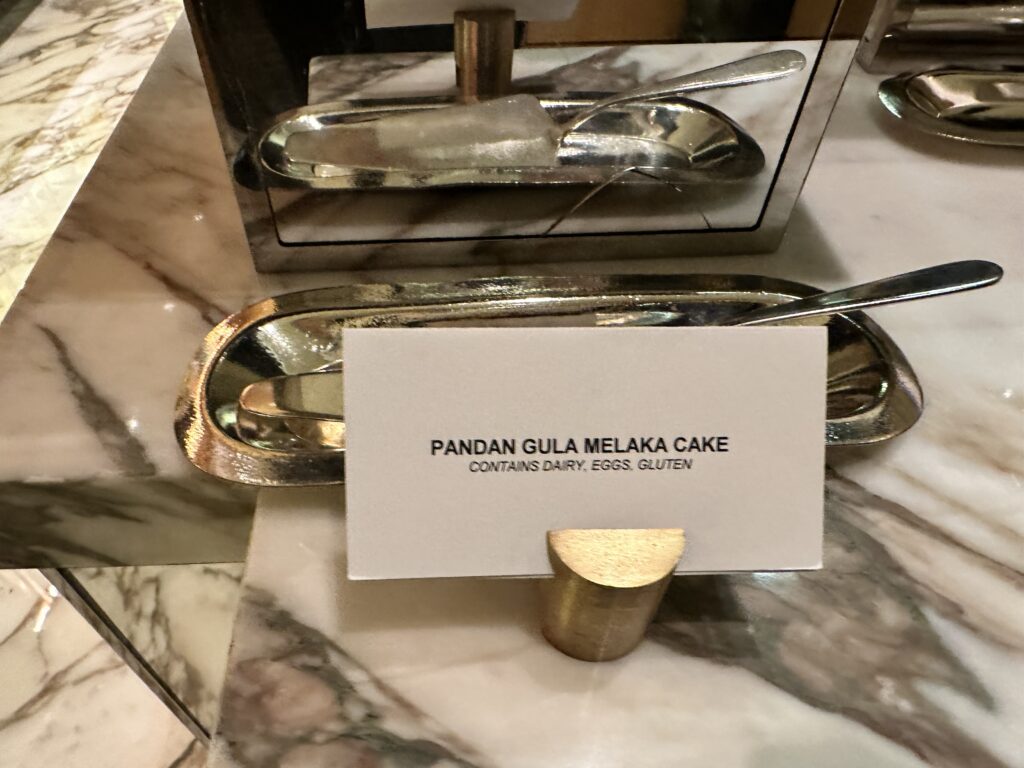 PANDAN GULA MELAKA CAKE
CONTAINS DAIRY, EGGS, GLUTEN